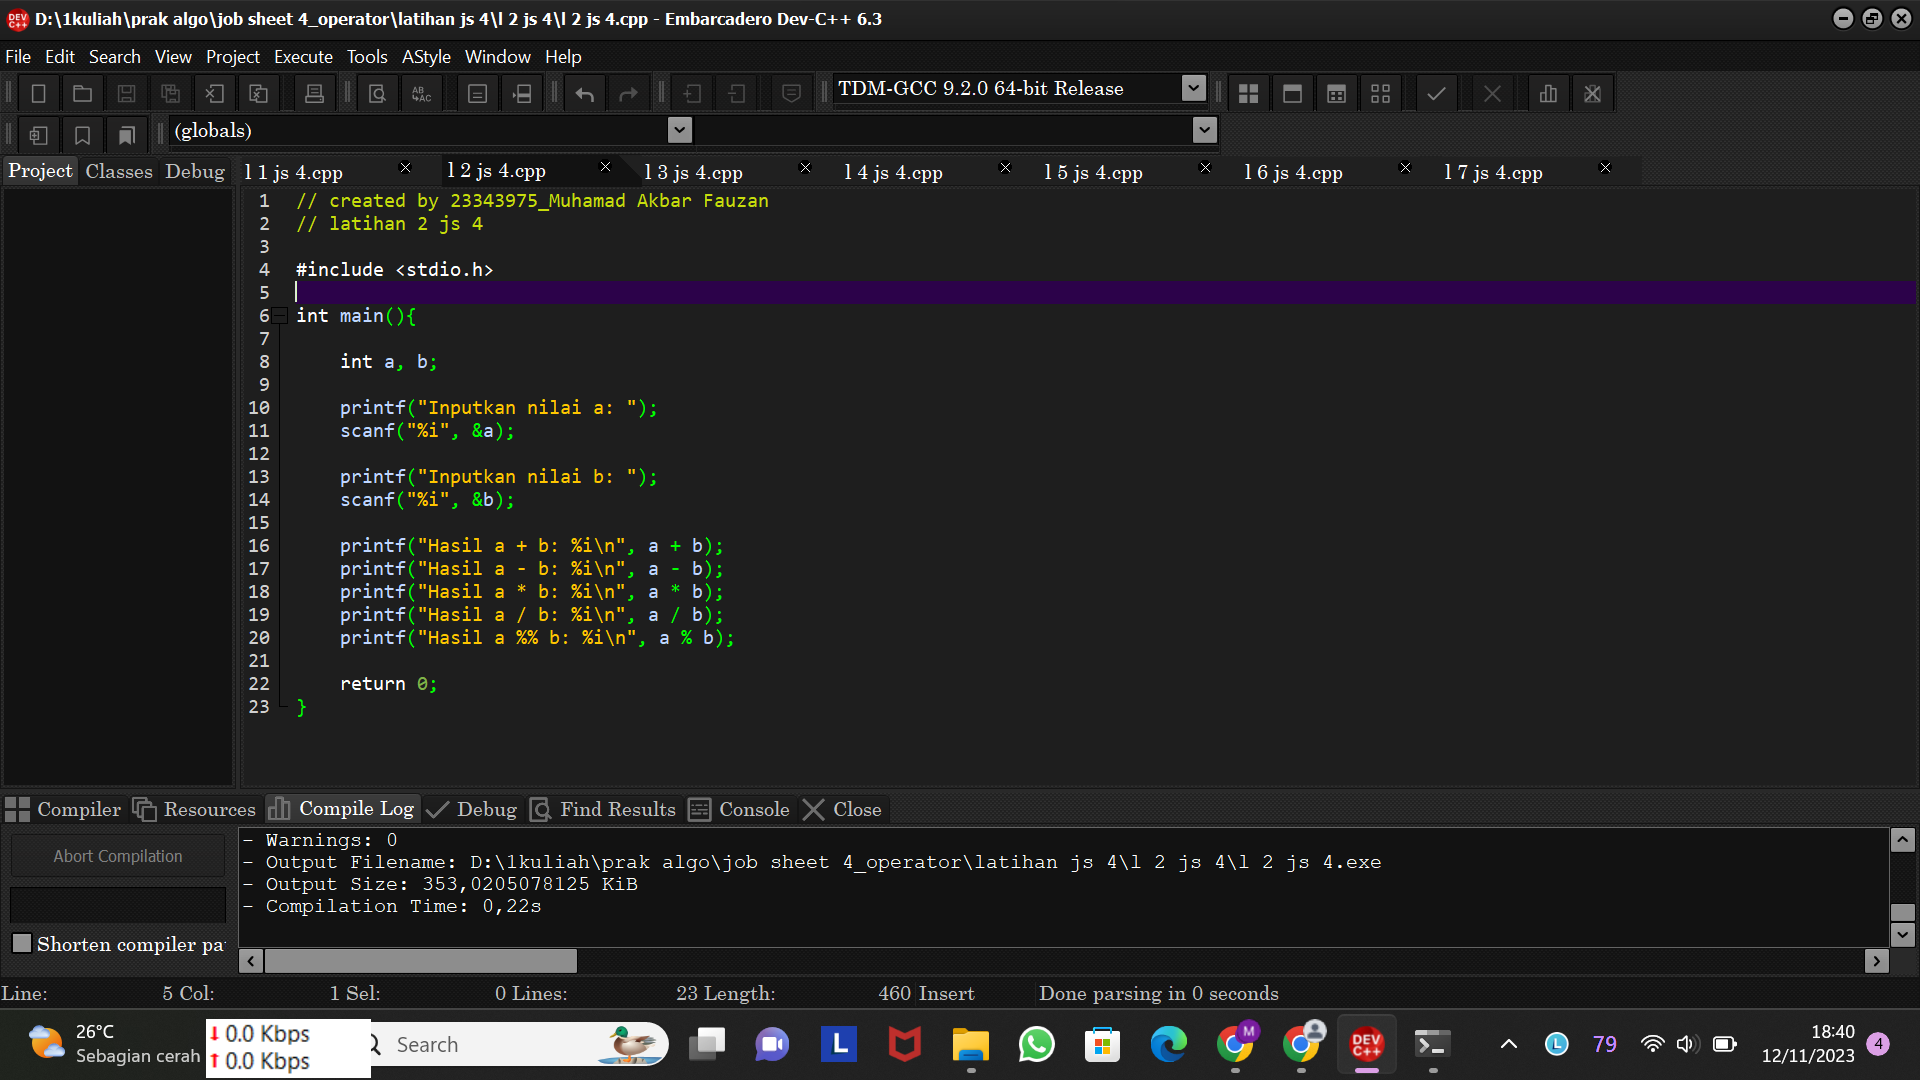 D:\1kuliah\prak algo\job sheet 4_operator\latihan js 4\l 2 js 4\l 2 js 4.cpp - Embarcadero Dev-C++ 6.3
File Edit Search View Project Execute Tools AStyle Window Help
TDM-GCC 9.2.0 64-bit Release
(globals)
Project Classes Debug l 1 js 4.cpp l 2 js 4.cpp l 3 js 4.cpp l 4 js 4.cpp l 5 js 4.cpp l 6 js 4.cpp l 7 js 4.cpp
1 // created by 23343975_Muhamad Akbar Fauzan
2 // latihan 2 js 4
3
4 #include <stdio.h>
5
6 int main(){
7
8 int a, b;
9
10 printf("Inputkan nilai a: ");
11 scanf("%i", &a);
12
13 printf("Inputkan nilai b: ");
14 scanf("%i", &b);
15
16 printf("Hasil a + b: %i\n", a + b);
17 printf("Hasil a - b: %i\n", a - b);
18 printf("Hasil a * b: %i\n", a * b);
19 printf("Hasil a / b: %i\n", a / b);
20 printf("Hasil a %% b: %i\n", a % b);
21
22 return 0;
23 }
Compiler Resources Compile Log Debug Find Results Console Close
Abort Compilation
Shorten compiler pa
- Warnings: 0
- Output Filename: D:\1kuliah\prak algo\job sheet 4_operator\latihan js 4\l 2 js 4\l 2 js 4.exe
- Output Size: 353,0205078125 KiB
- Compilation Time: 0,22s
Line: 5 Col: 1 Sel: 0 Lines: 23 Length: 460 Insert Done parsing in 0 seconds
26°C
Sebagian cerah
0.0 Kbps
0.0 Kbps
Search
L
M
DEV C++
L
79
18:40
12/11/2023
4